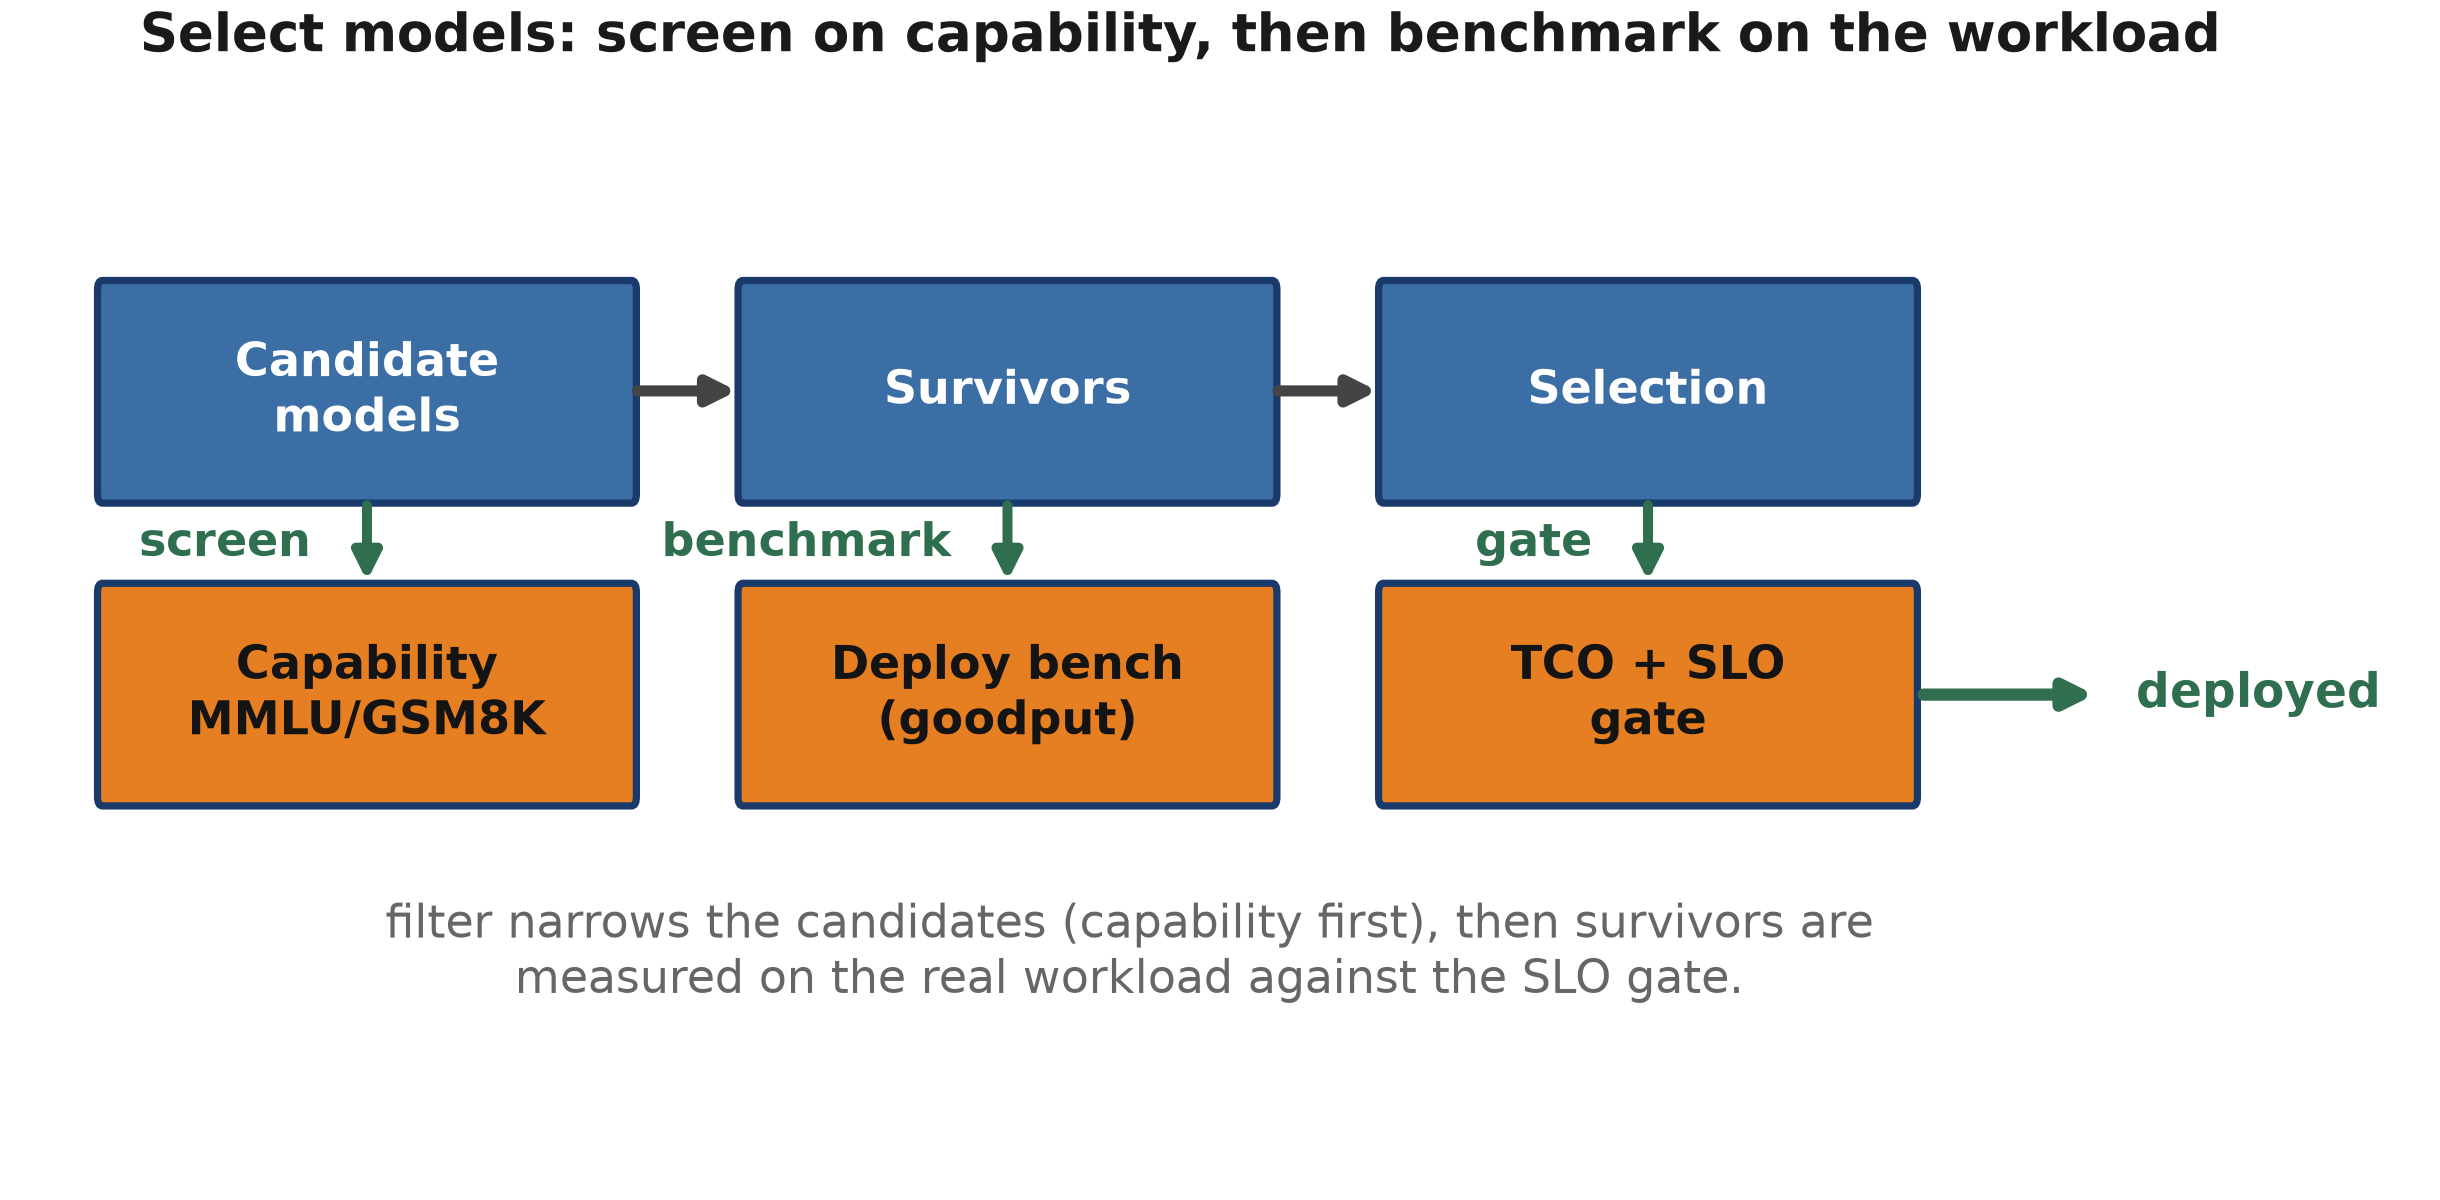 Select models: screen on capability, then benchmark on the workload
Candidate
models
Survivors
Selection
screen
benchmark
gate
Capability
MMLU/GSM8K
Deploy bench
(goodput)
TCO + SLO
gate
deployed
filter narrows the candidates (capability first), then survivors are
measured on the real workload against the SLO gate.